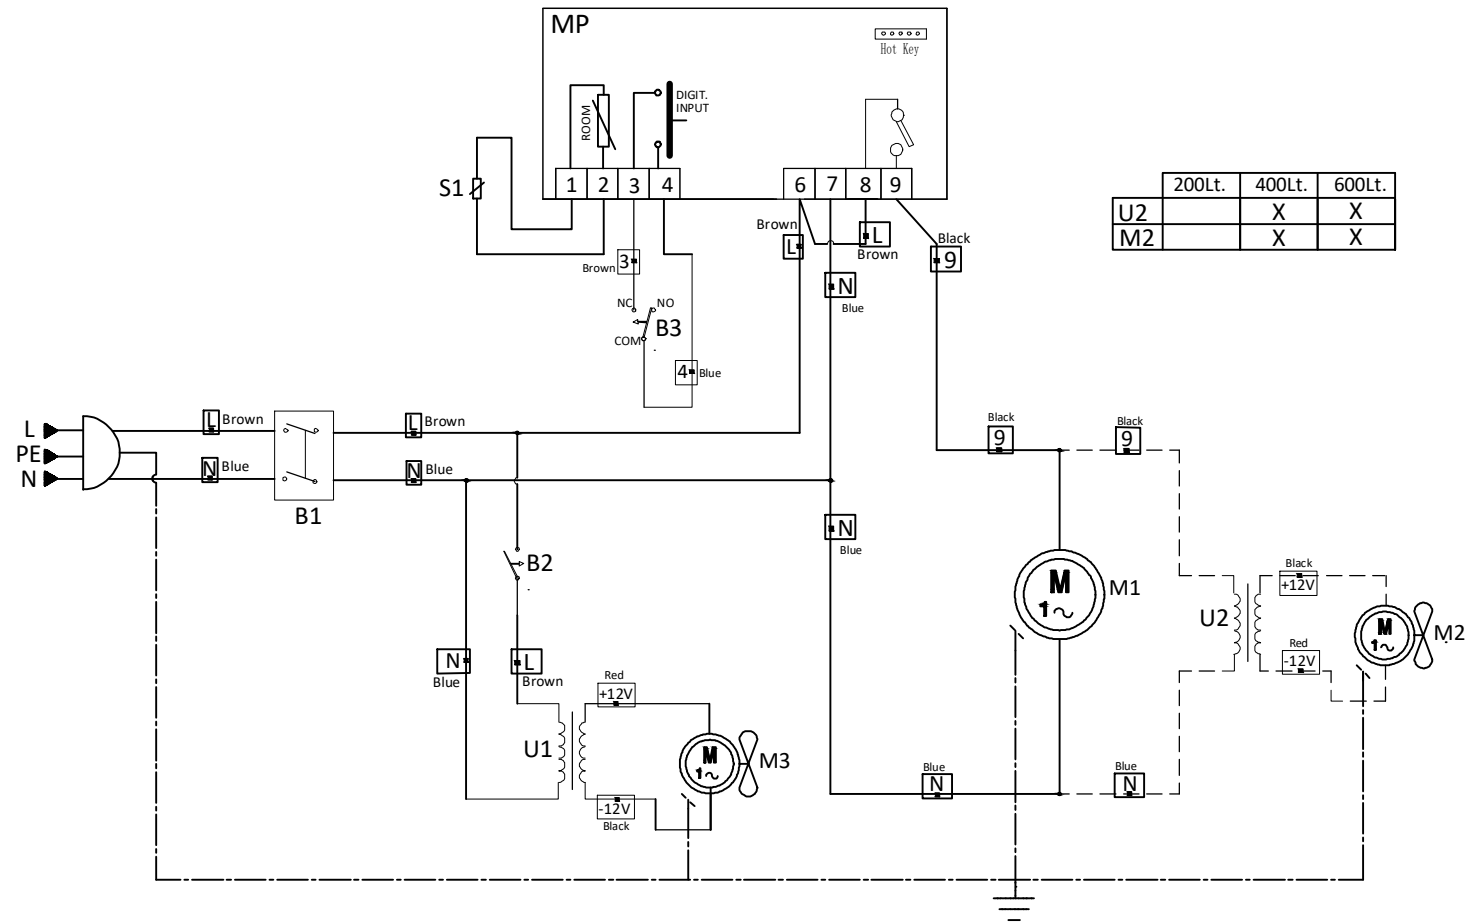 MP
Hot Key
DIGIT.
INPUT
ROOM
S1
1 2 3 4 6 7 8 9
200Lt. 400Lt. 600Lt.
U2 X X
M2 X X
Brown
L
L
Brown
Black
9
N
Blue
Brown
3
NC NO
B3
COM
4
Blue
L
PE
N
L Brown
N Blue
B1
L Brown
N Blue
Black
9
Black
9
N
Blue
B2
M
1~
M1
U2
Black
+12V
Red
-12V
M
1~
M2
N
Blue
L
Brown
Red
+12V
U1
M
1~
M3
-12V
Black
Blue
N
Blue
N